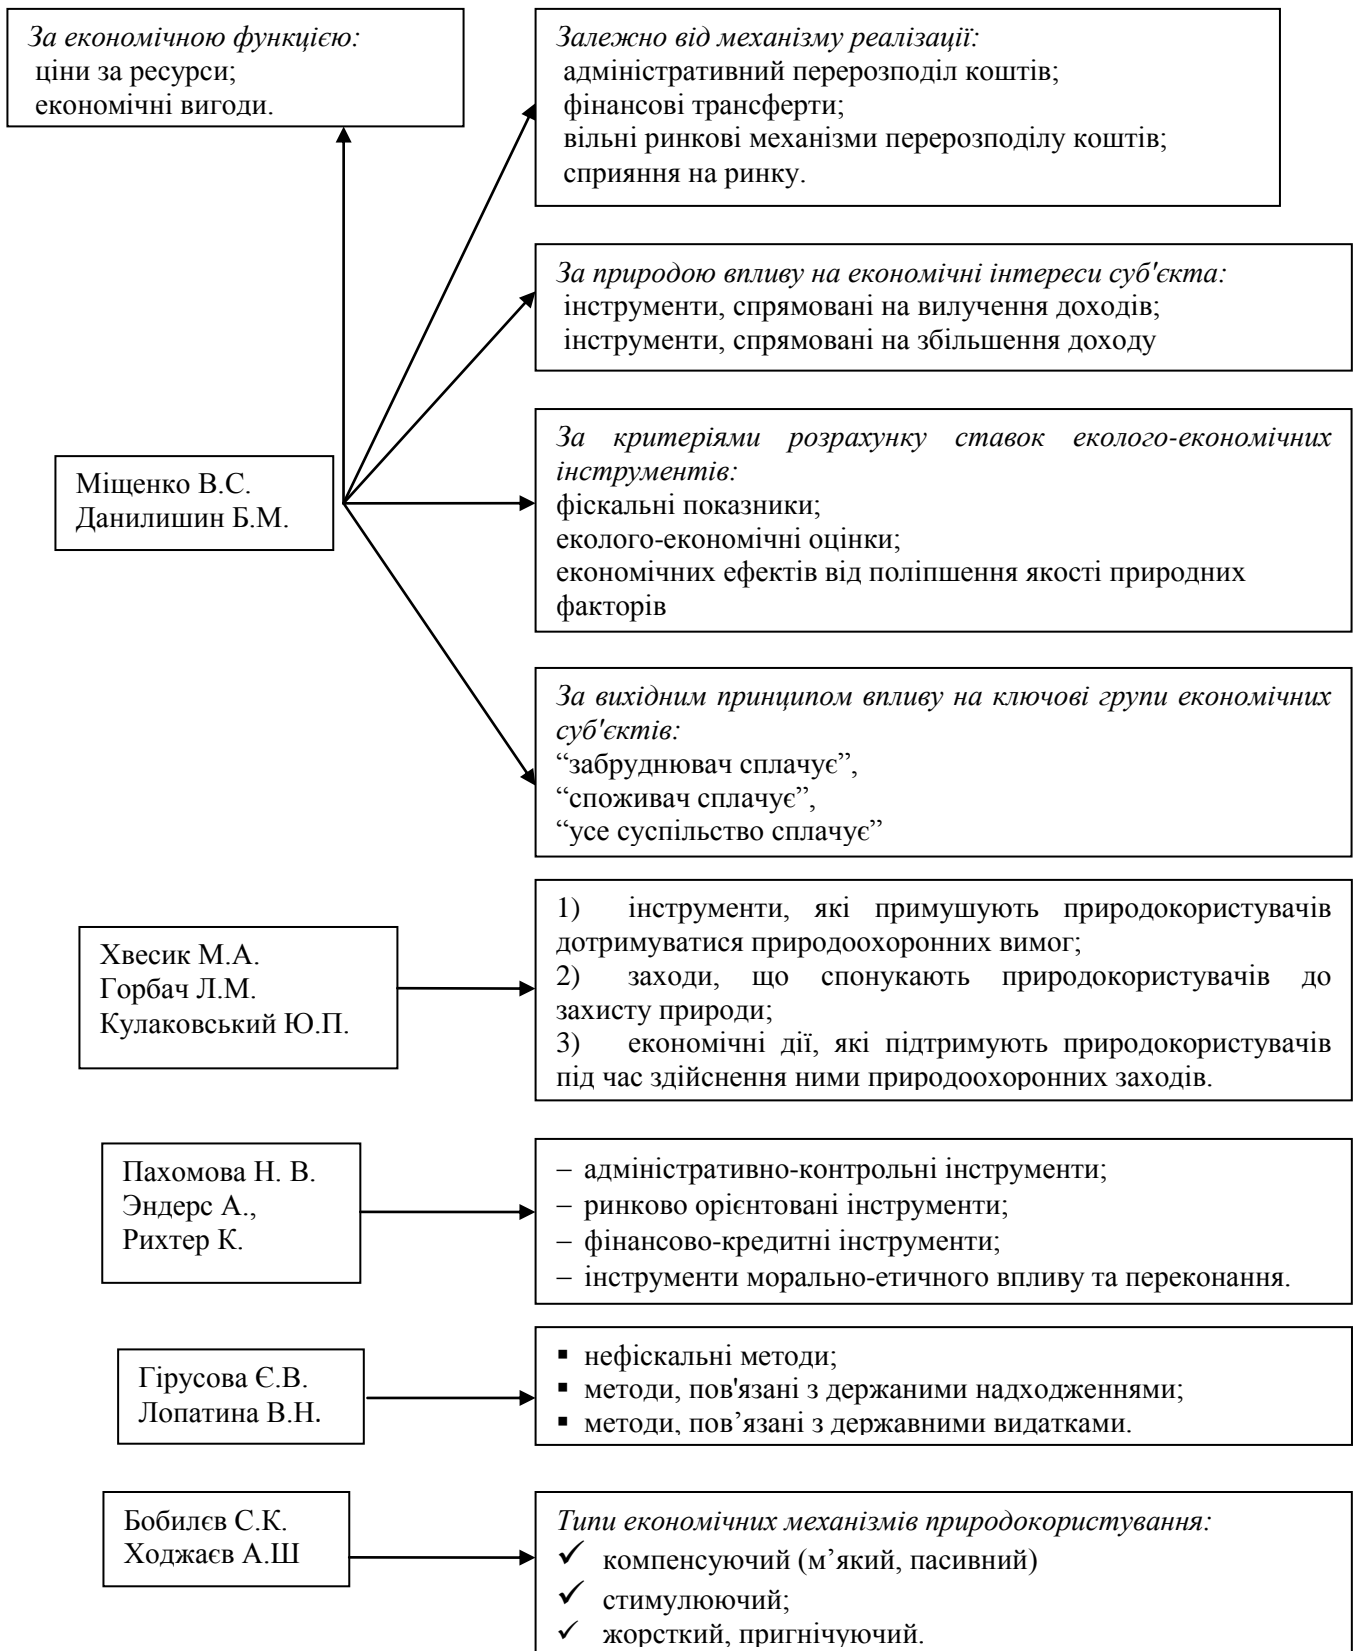 За економічною функцією:
ціни за ресурси;
економічні вигоди.
Залежно від механізму реалізації:
адміністративний перерозподіл коштів;
фінансові трансферти;
вільні ринкові механізми перерозподілу коштів;
сприяння на ринку.
За природою впливу на економічні інтереси суб'єкта:
інструменти, спрямовані на вилучення доходів;
інструменти, спрямовані на збільшення доходу
Міщенко В.С.
Данилишин Б.М.
За критеріями розрахунку ставок еколого-економічних
інструментів:
фіскальні показники;
еколого-економічні оцінки;
економічних ефектів від поліпшення якості природних
факторів
За вихідним принципом впливу на ключові групи економічних
суб'єктів:
“забруднювач сплачує”,
“споживач сплачує”,
“усе суспільство сплачує”
Хвесик М.А.
Горбач Л.М.
Кулаковський Ю.П.
1) інструменти, які примушують природокористувачів
дотримуватися природоохоронних вимог;
2) заходи, що спонукають природокористувачів до
захисту природи;
3) економічні дії, які підтримують природокористувачів
під час здійснення ними природоохоронних заходів.
Пахомова Н. В.
Эндерс А.,
Рихтер К.
– адміністративно-контрольні інструменти;
– ринково орієнтовані інструменти;
– фінансово-кредитні інструменти;
– інструменти морально-етичного впливу та переконання.
Гірусова Є.В.
Лопатина В.Н.
▪ нефіскальні методи;
▪ методи, пов'язані з держаними надходженнями;
▪ методи, пов’язані з державними видатками.
Бобилєв С.К.
Ходжаєв А.Ш
Типи економічних механізмів природокористування:
✓ компенсуючий (м’який, пасивний)
✓ стимулюючий;
✓ жорсткий, пригнічуючий.